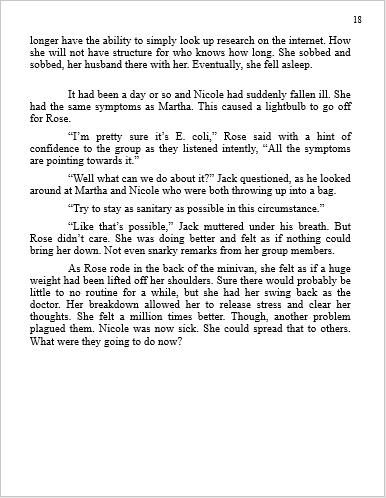 18
longer have the ability to simply look up research on the internet. How
she will not have structure for who knows how long. She sobbed and
sobbed, her husband there with her. Eventually, she fell asleep.
It had been a day or so and Nicole had suddenly fallen ill. She
had the same symptoms as Martha. This caused a lightbulb to go off
for Rose.
“I’m pretty sure it’s E. coli,” Rose said with a hint of
confidence to the group as they listened intently, “All the symptoms
are pointing towards it.”
“Well what can we do about it?” Jack questioned, as he looked
around at Martha and Nicole who were both throwing up into a bag.
“Try to stay as sanitary as possible in this circumstance.”
“Like that’s possible,” Jack muttered under his breath. But
Rose didn’t care. She was doing better and felt as if nothing could
bring her down. Not even snarky remarks from her group members.
As Rose rode in the back of the minivan, she felt as if a huge
weight had been lifted off her shoulders. Sure there would probably be
little to no routine for a while, but she had her swing back as the
doctor. Her breakdown allowed her to release stress and clear her
thoughts. She felt a million times better. Though, another problem
plagued them. Nicole was now sick. She could spread that to others.
What were they going to do now?